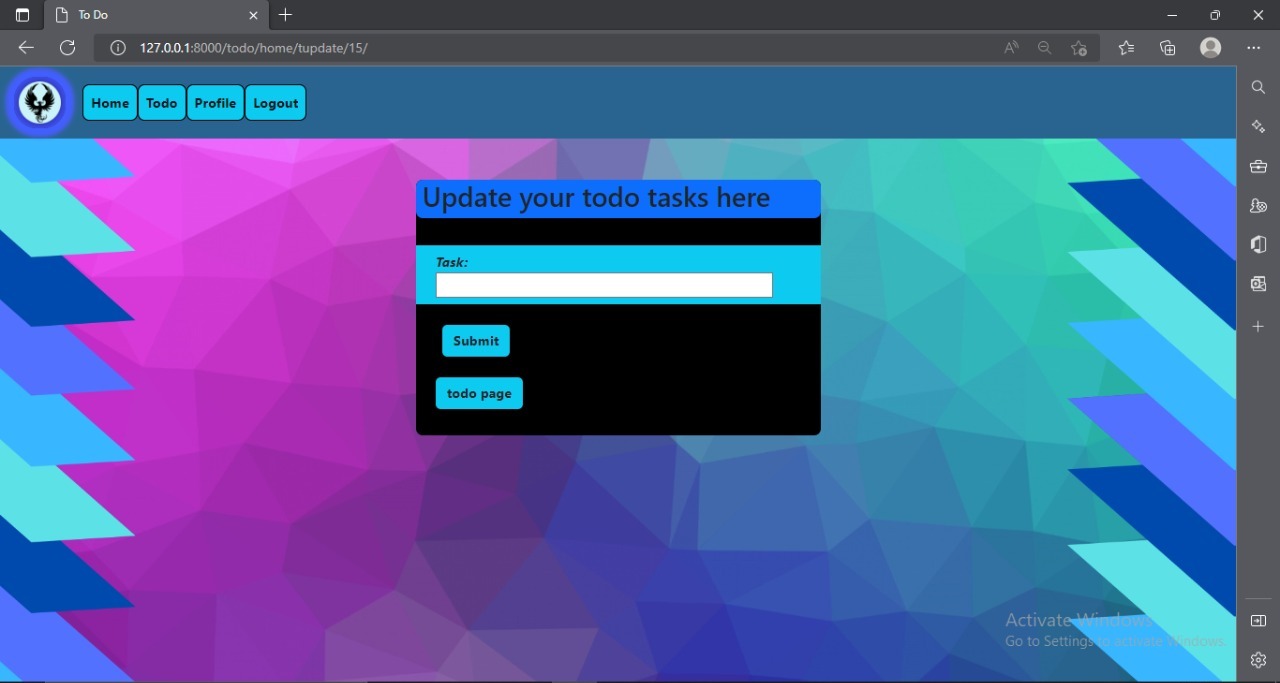 To Do
127.0.0.1:8000/todo/home/tupdate/15/
Home Todo Profile Logout
Update your todo tasks here
Task:
Submit
todo page
Activate Windows
Go to Settings to activate Windows.